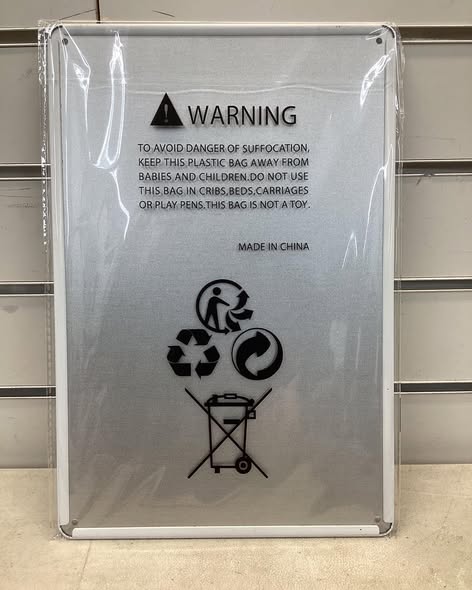 WARNING
TO AVOID DANGER OF SUFFOCATION,
KEEP THIS PLASTIC BAG AWAY FROM
BABIES AND CHILDREN.DO NOT USE
THIS BAG IN CRIBS,BEDS,CARRIAGES
OR PLAY PENS.THIS BAG IS NOT A TOY.
MADE IN CHINA